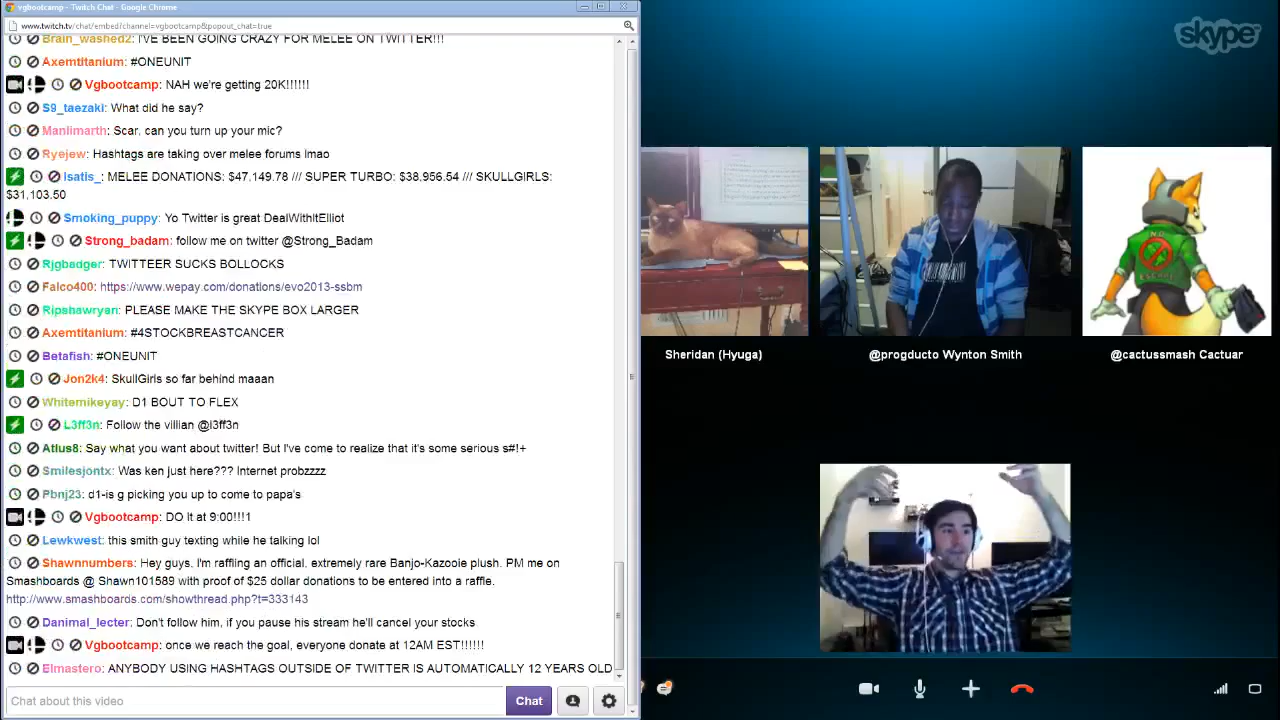 vgbootcamp - Twitch Chat - Google Chrome
www.twitch.tv/chat/embed?channel=vgbootcamp&popout_chat=true
Brain_washed2: I'VE BEEN GOING CRAZY FOR MELEE ON TWITTER!!!
Axemtitanium: #ONEUNIT
Vgbootcamp: NAH we're getting 20K!!!!!!
S9_taezaki: What did he say?
Manlimarth: Scar, can you turn up your mic?
Ryejew: Hashtags are taking over melee forums lmao
Isatis_: MELEE DONATIONS: $47,149.78 /// SUPER TURBO: $38,956.54 /// SKULLGIRLS:
$31,103.50
Smoking_puppy: Yo Twitter is great DealWithItElliot
Strong_badam: follow me on twitter @Strong_Badam
Rjgbadger: TWITTEER SUCKS BOLLOCKS
Falco400: https://www.wepay.com/donations/evo2013-ssbm
Ripshawryan: PLEASE MAKE THE SKYPE BOX LARGER
Axemtitanium: #4STOCKBREASTCANCER
Betafish: #ONEUNIT
Jon2k4: SkullGirls so far behind maaan
Whitemikeyay: D1 BOUT TO FLEX
L3ff3n: Follow the villian @l3ff3n
Atlus8: Say what you want about twitter! But I've come to realize that it's some serious s#!+
Smilesjontx: Was ken just here??? Internet probzzzz
Pbnj23: d1-is g picking you up to come to papa's
Vgbootcamp: DO It at 9:00!!!1
Lewkwest: this smith guy texting while he talking lol
Shawnnumbers: Hey guys, I'm raffling an official, extremely rare Banjo-Kazooie plush. PM me on
Smashboards @ Shawn101589 with proof of $25 dollar donations to be entered into a raffle.
http://www.smashboards.com/showthread.php?t=333143
Danimal_lecter: Don't follow him, if you pause his stream he'll cancel your stocks
Vgbootcamp: once we reach the goal, everyone donate at 12AM EST!!!!!!
Elmastero: ANYBODY USING HASHTAGS OUTSIDE OF TWITTER IS AUTOMATICALLY 12 YEARS OLD
Chat about this video
Chat
skype
Sheridan (Hyuga)
@progducto Wynton Smith
@cactussmash Cactuar
NO